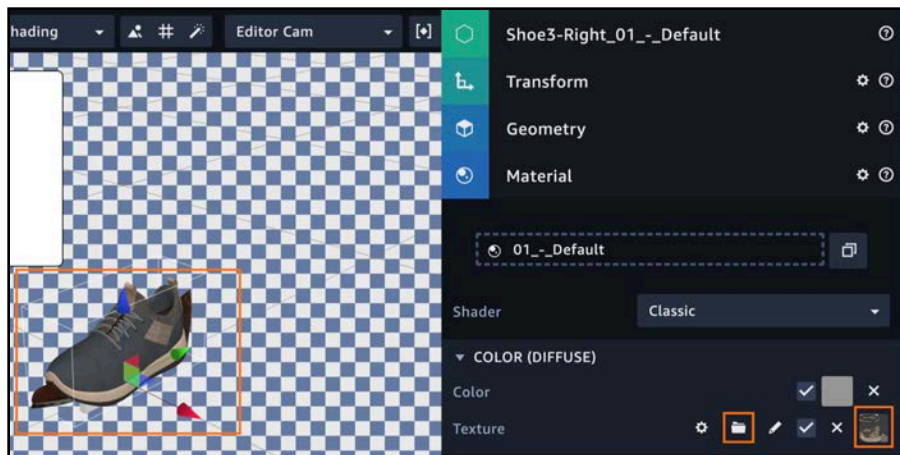 hading
Editor Cam
Shoe3-Right_01_-_Default
Transform
Geometry
Material
01_-_Default
Shader
Classic
COLOR (DIFFUSE)
Color
Texture